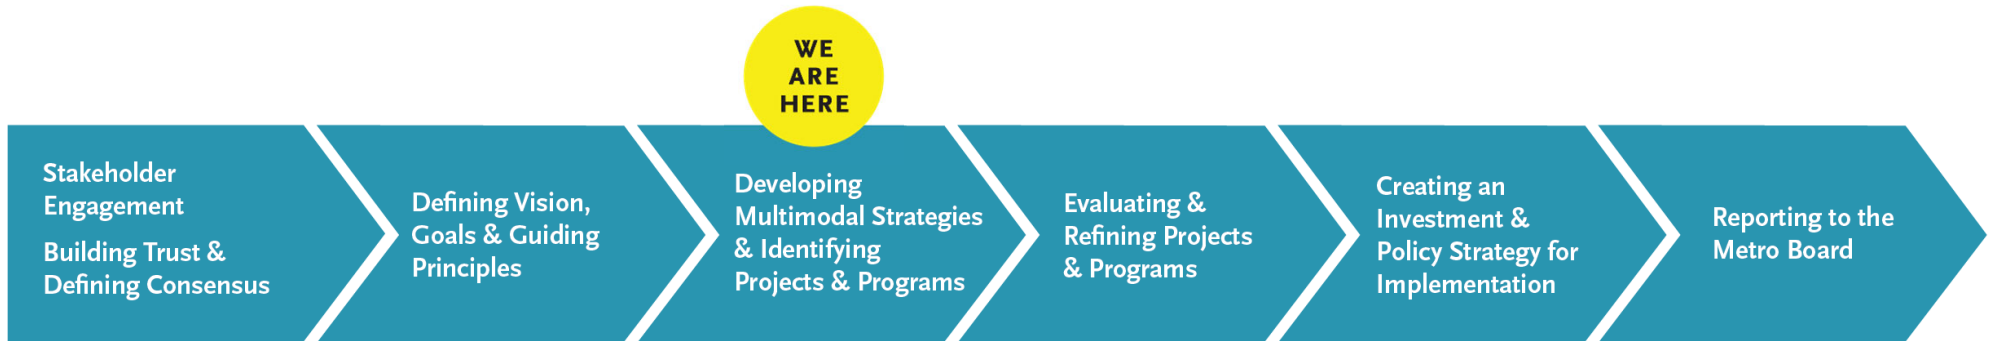 WE
ARE
HERE
Stakeholder
Engagement
Building Trust &
Defining Consensus
Defining Vision,
Goals & Guiding
Principles
Developing
Multimodal Strategies
& Identifying
Projects & Programs
Evaluating &
Refining Projects
& Programs
Creating an
Investment &
Policy Strategy for
Implementation
Reporting to the
Metro Board